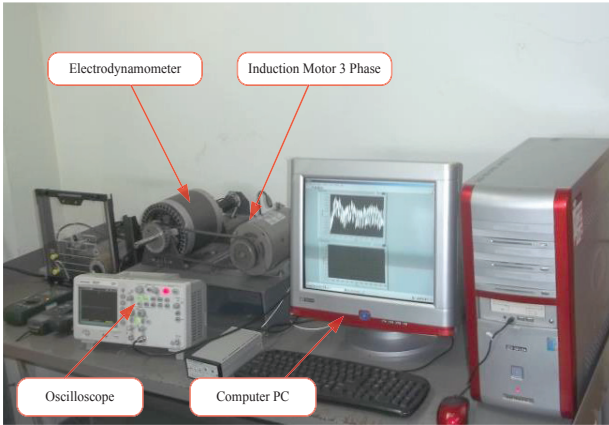 Electrodynamometer
Induction Motor 3 Phase
Oscilloscope
Computer PC